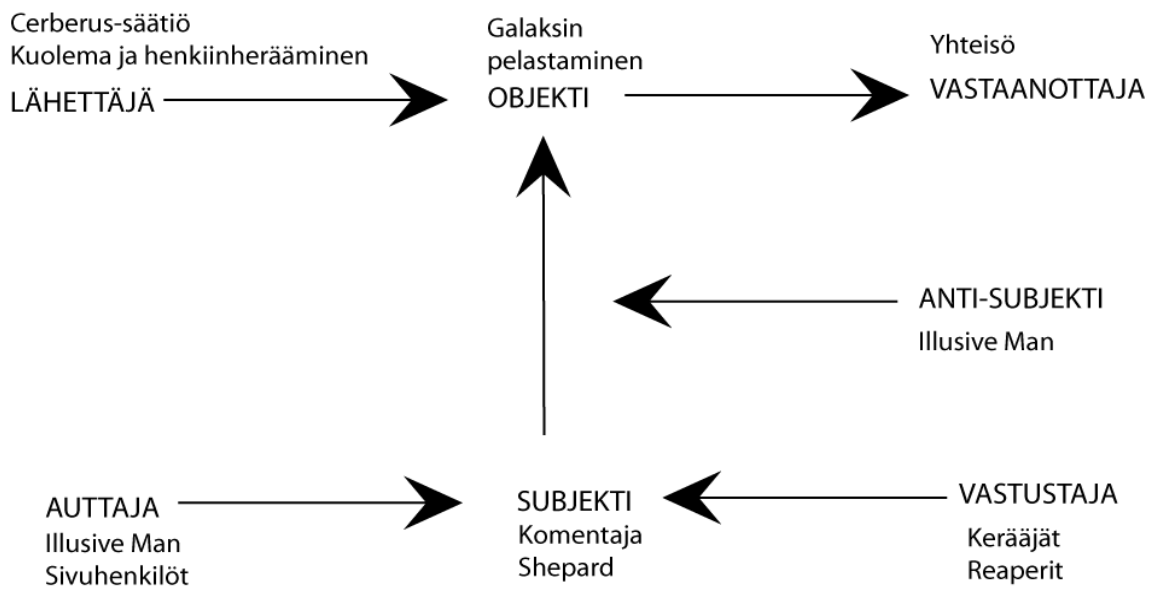 Cerberus-säätiö
Kuolema ja henkiinherääminen
LÄHETTÄJÄ
Galaksin
pelastaminen
OBJEKTI
Yhteisö
VASTAANOTTAJA
ANTI-SUBJEKTI
Illusive Man
AUTTAJA
Illusive Man
Sivuhenkilöt
SUBJEKTI
Komentaja
Shepard
VASTUSTAJA
Kerääjät
Reaperit